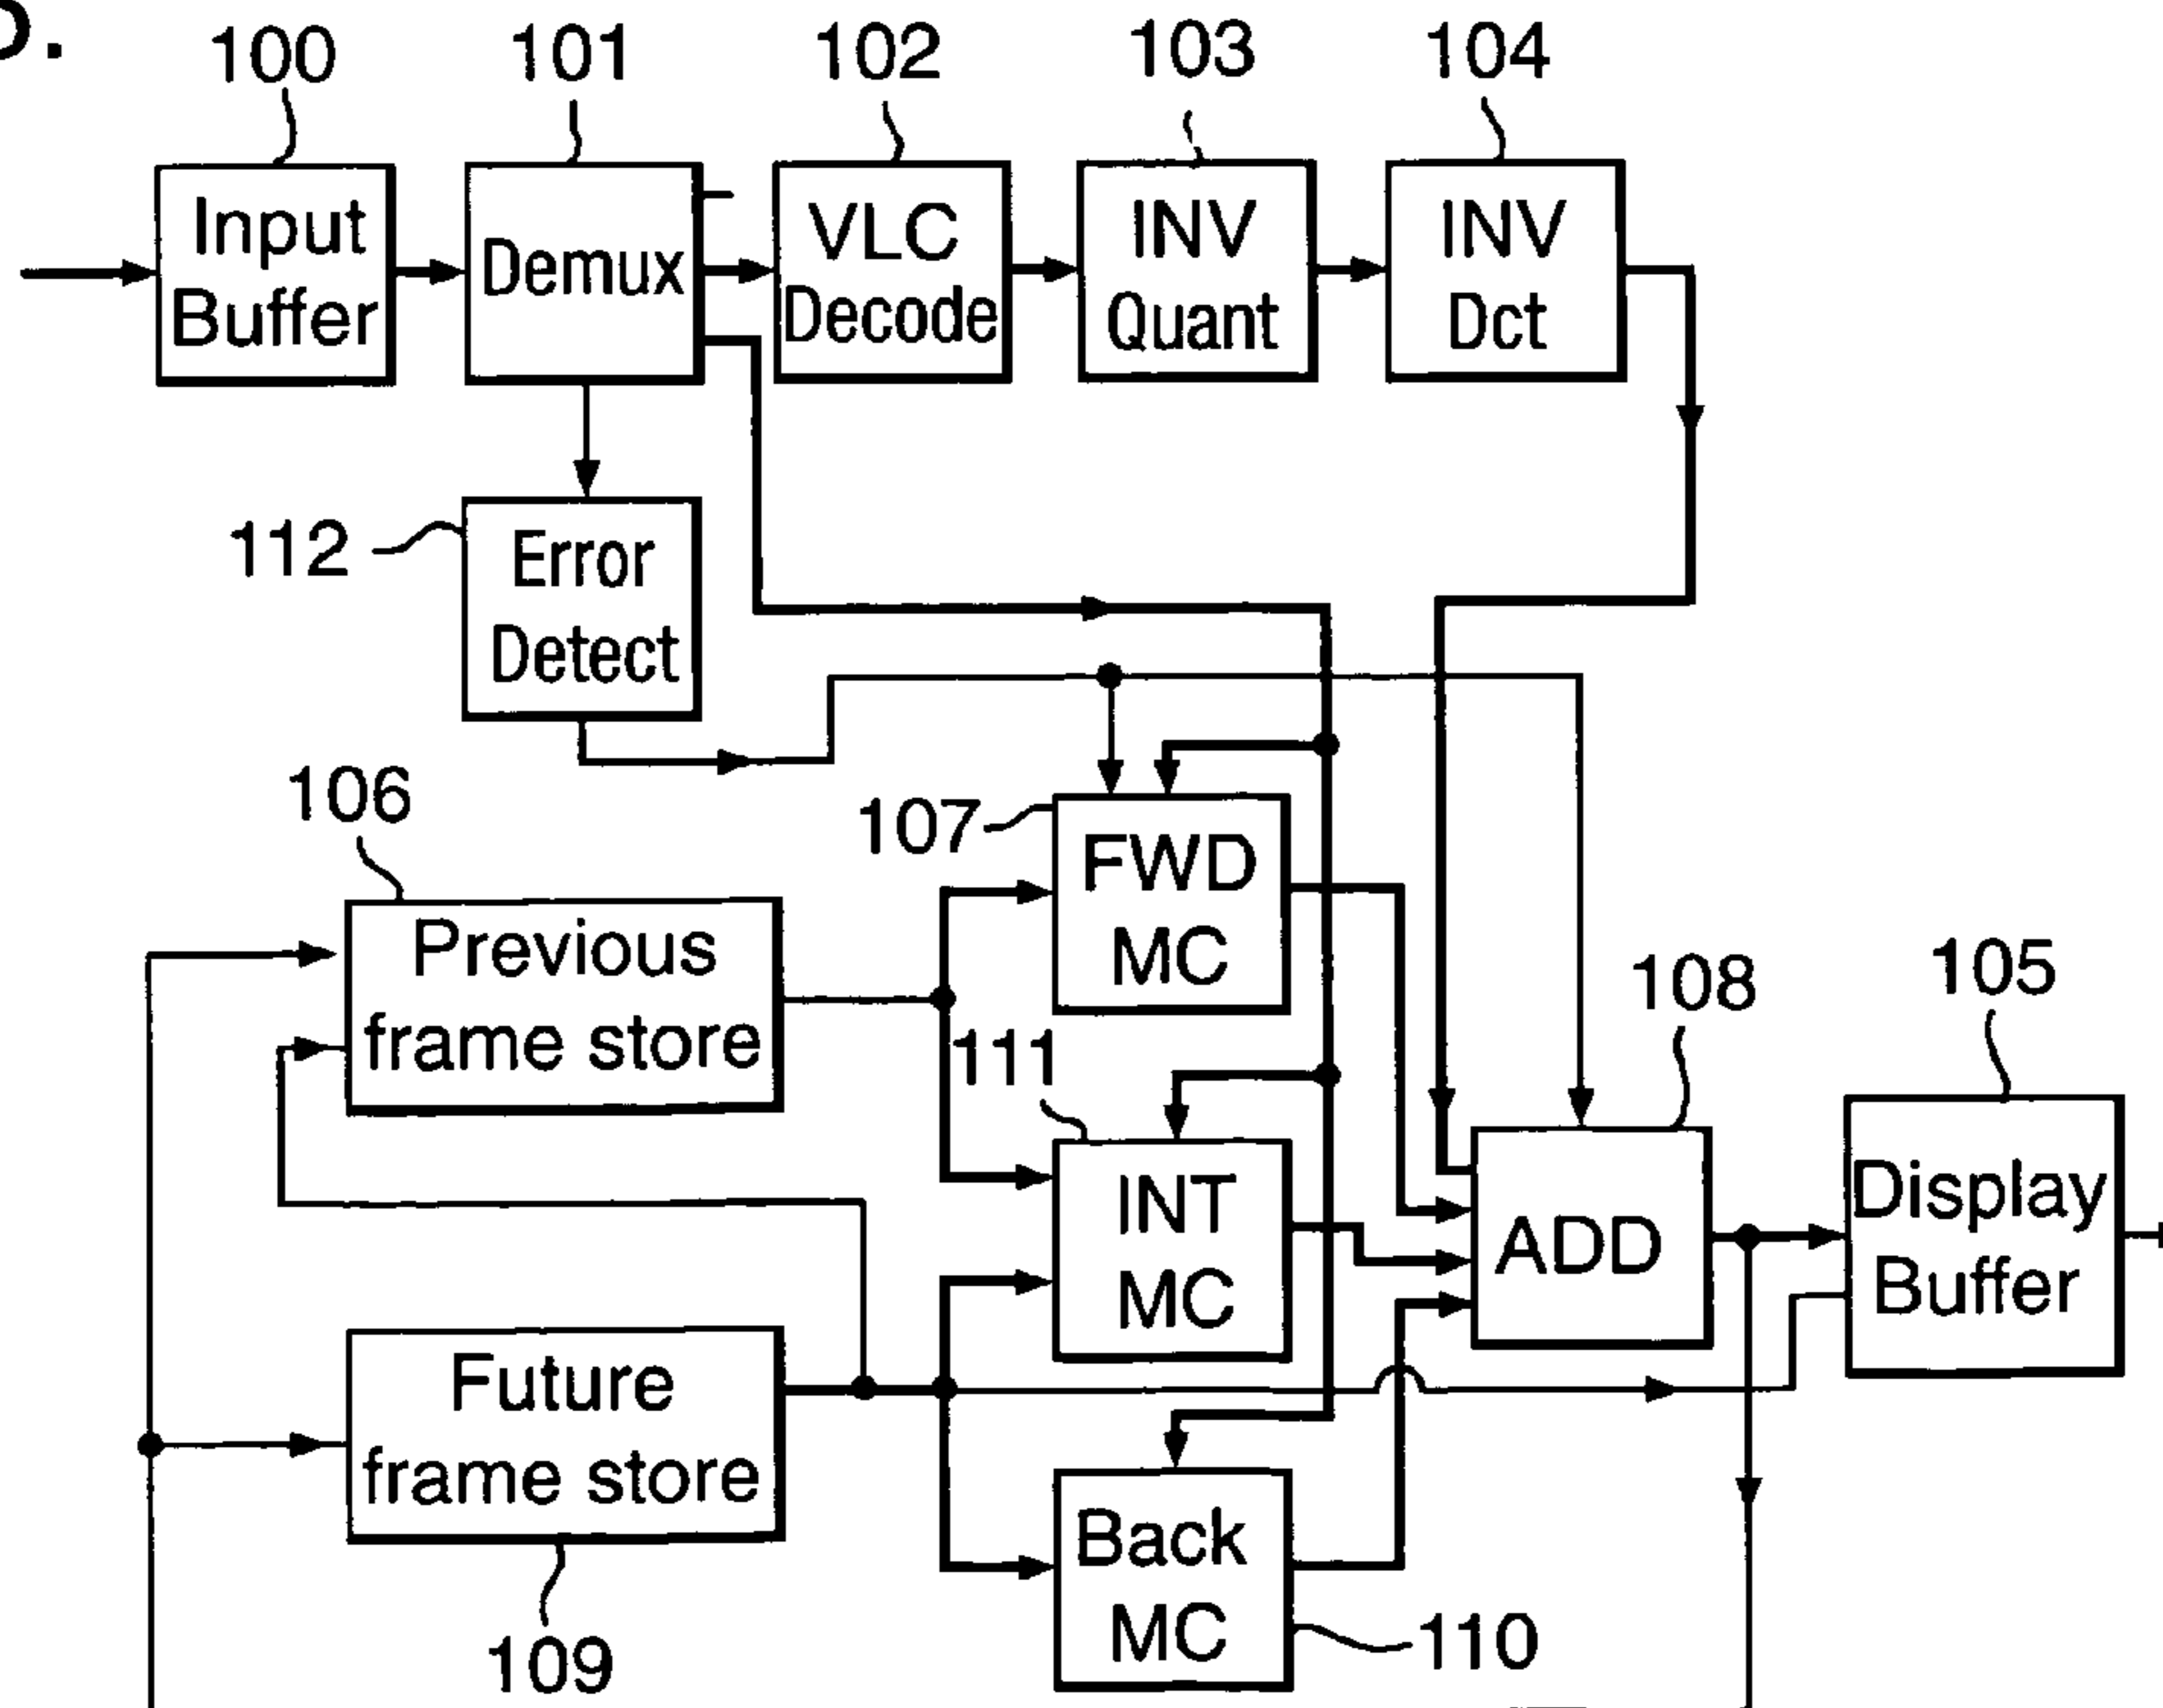 100
101
102
103
104
Input
Buffer
Demux
VLC
Decode
INV
Quant
INV
Dct
112
Error
Detect
106
107
FWD
MC
Previous
frame store
108
105
111
INT
MC
ADD
Display
Buffer
Future
frame store
Back
MC
109
110